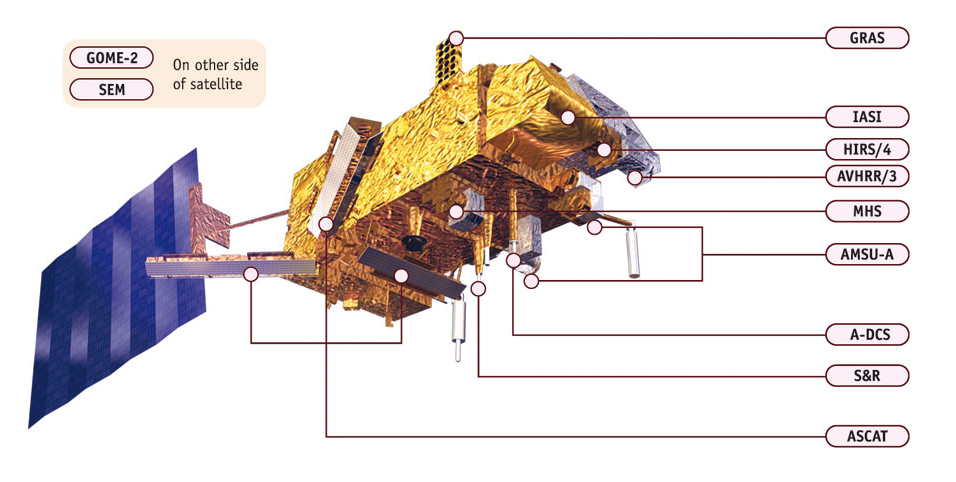 GOME-2
SEM
On other side
of satellite
GRAS
IASI
HIRS/4
AVHRR/3
MHS
AMSU-A
A-DCS
S&R
ASCAT